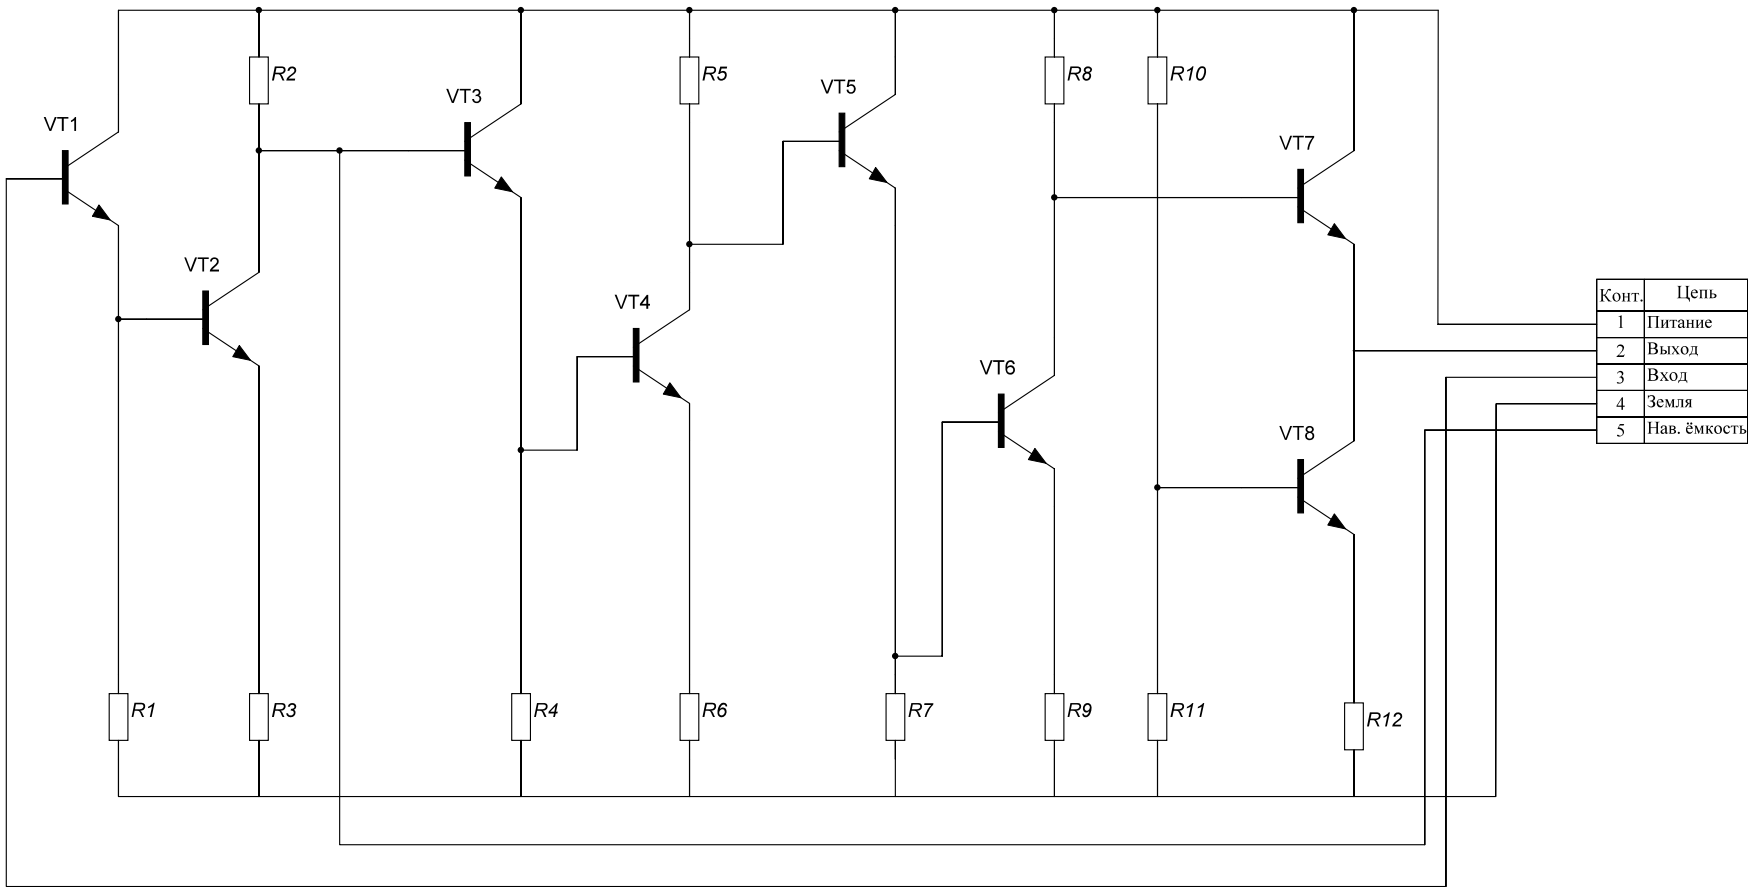 R2
R5
R8
R10
VT5
VT3
VT1
VT7
VT2
VT4
VT6
VT8
Конт. Цепь
1 Питание
2 Выход
3 Вход
4 Земля
5 Нав. ёмкость
R1
R3
R4
R6
R7
R9
R11
R12